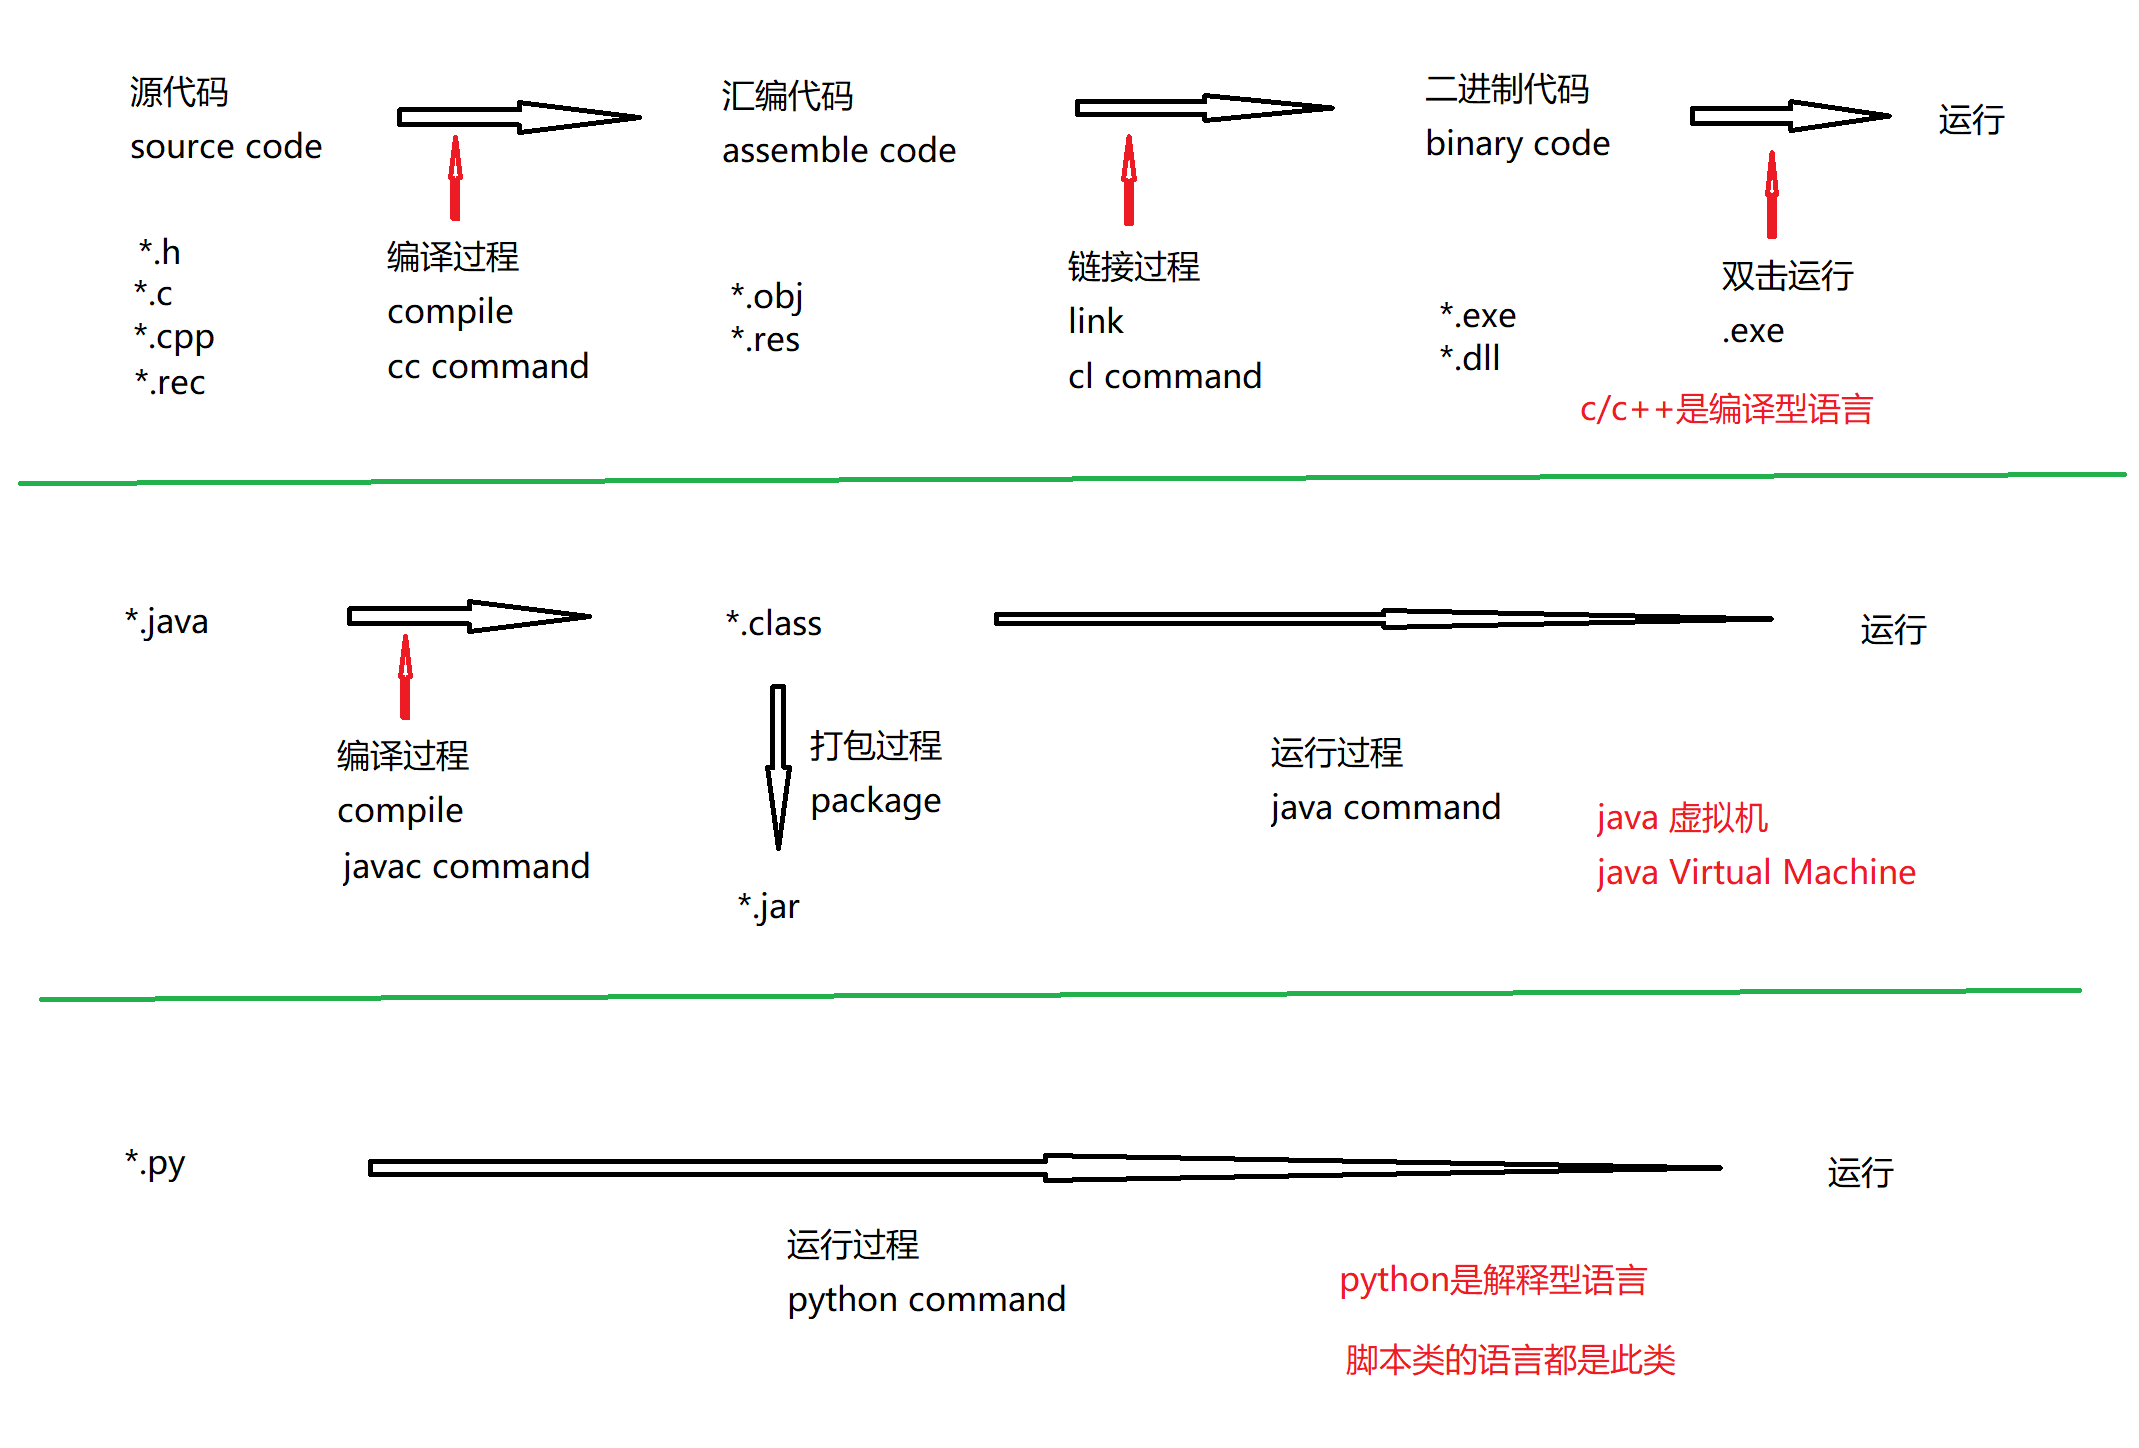 源代码
source code
*.h
*.c
*.cpp
*.rec
编译过程
compile
cc command
汇编代码
assemble code
*.obj
*.res
链接过程
link
cl command
二进制代码
binary code
*.exe
*.dll
双击运行
.exe
运行
c/c++是编译型语言
*.java
编译过程
compile
javac command
*.class
打包过程
package
*.jar
运行过程
java command
java 虚拟机
java Virtual Machine
运行
*.py
运行过程
python command
运行
python是解释型语言
脚本类的语言都是此类